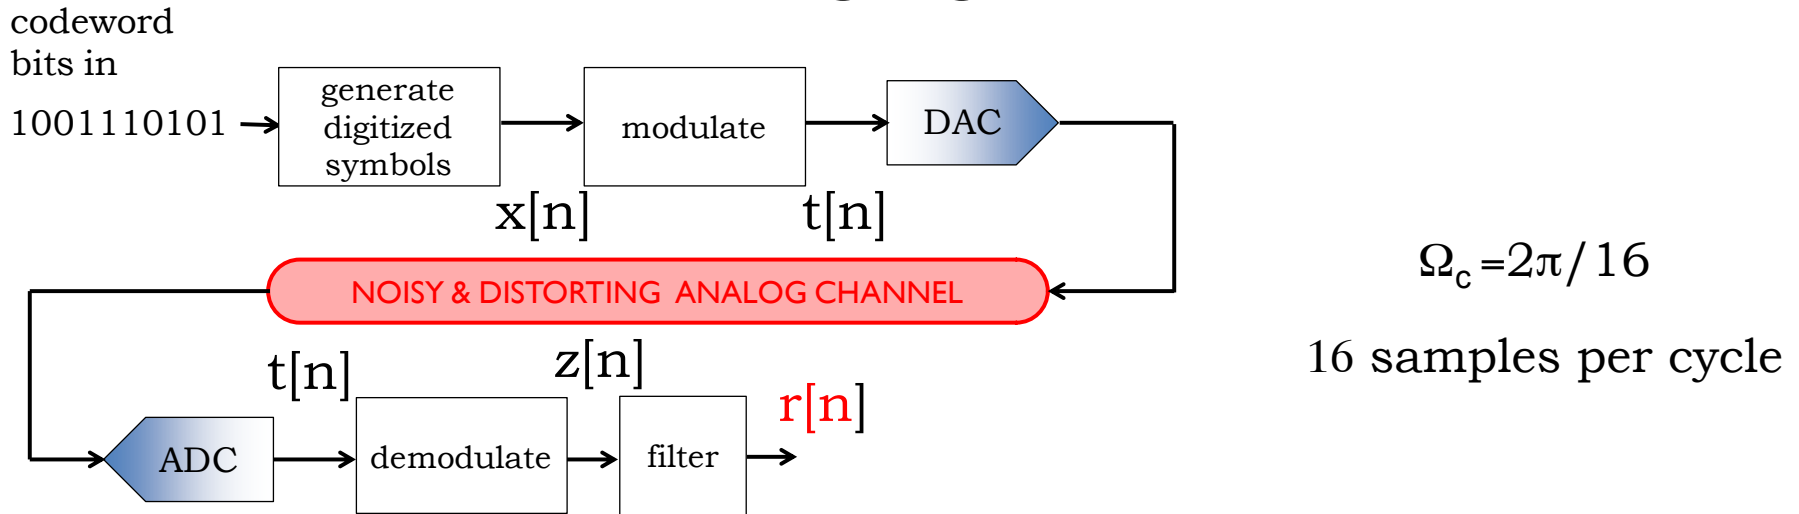 codeword
bits in
1001110101
generate
digitized
symbols
modulate
DAC
x[n]
t[n]
NOISY & DISTORTING ANALOG CHANNEL
Ωc=2π/16
16 samples per cycle
t[n]
z[n]
r[n]
ADC
demodulate
filter